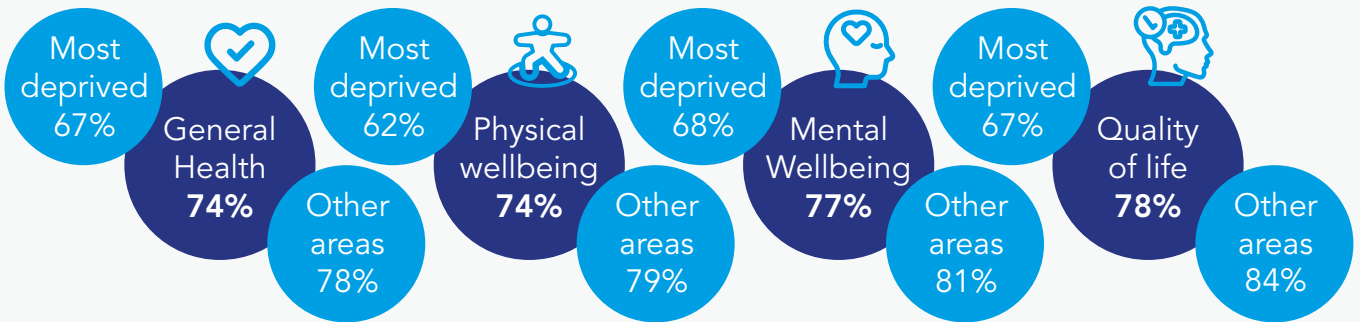 Most
deprived
67%
General
Health
74%
Other
areas
78%
Most
deprived
62%
Physical
wellbeing
74%
Other
areas
79%
Most
deprived
68%
Mental
Wellbeing
77%
Other
areas
81%
Most
deprived
67%
Quality
of life
78%
Other
areas
84%